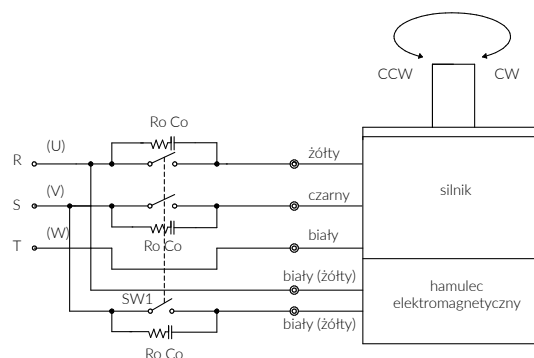 CCW
CW
Ro Co
(U)
R
żółty
(V)
S
czarny
silnik
(W)
T
Ro Co
biały
biały (żółty)
hamulec
elektromagnetyczny
SW1
biały (żółty)
Ro Co